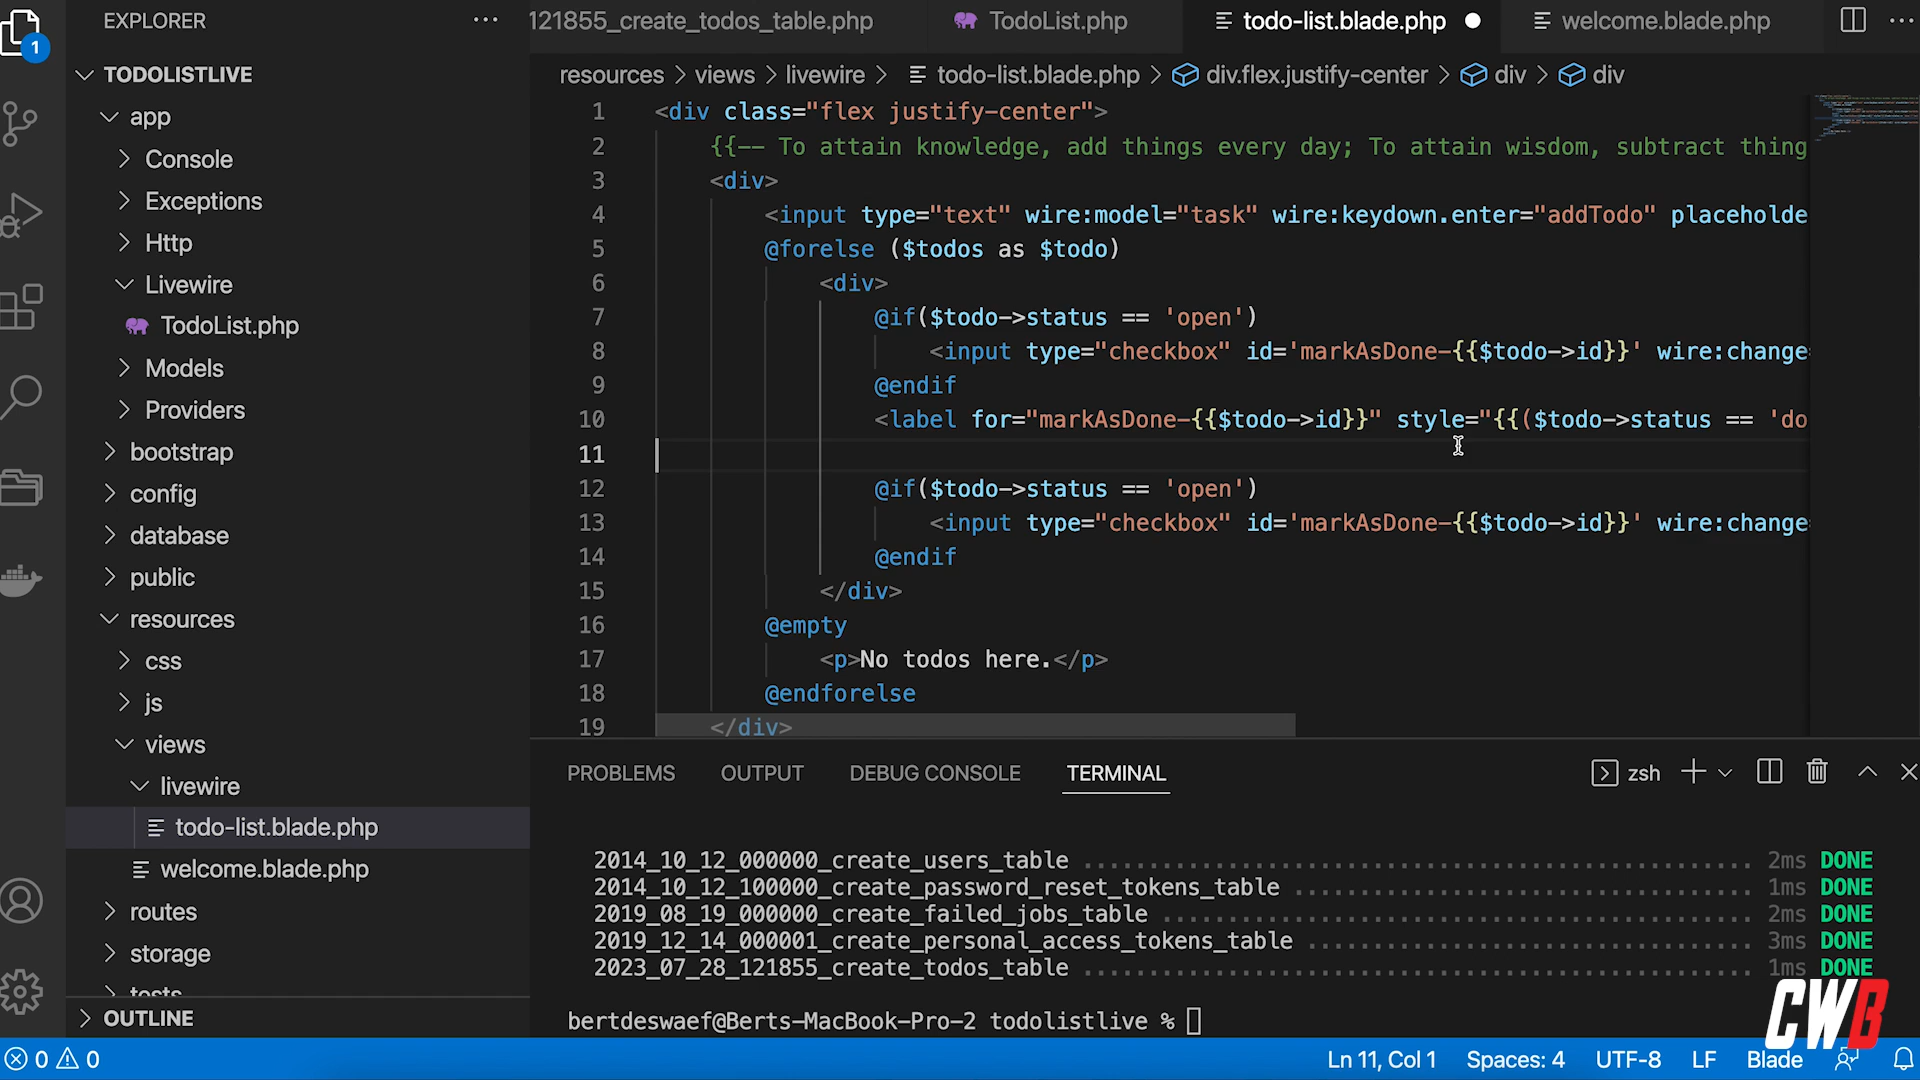 1
EXPLORER
TODOLISTLIVE
app
Console
Exceptions
Http
Livewire
TodoList.php
Models
Providers
bootstrap
config
database
public
resources
css
js
views
livewire
todo-list.blade.php
welcome.blade.php
routes
storage
tests
OUTLINE
121855_create_todos_table.php
TodoList.php
todo-list.blade.php
welcome.blade.php
resources > views > livewire > todo-list.blade.php > div.flex.justify-center > div > div
1 <div class="flex justify-center">
2 {{-- To attain knowledge, add things every day; To attain wisdom, subtract thing
3 <div>
4 <input type="text" wire:model="task" wire:keydown.enter="addTodo" placeholde
5 @forelse ($todos as $todo)
6 <div>
7 @if($todo->status == 'open')
8 <input type="checkbox" id='markAsDone-{{$todo->id}}' wire:change=
9 @endif
10 <label for="markAsDone-{{$todo->id}}" style="{{($todo->status == 'do
11
12 @if($todo->status == 'open')
13 <input type="checkbox" id='markAsDone-{{$todo->id}}' wire:change=
14 @endif
15 </div>
16 @empty
17 <p>No todos here.</p>
18 @endforelse
19 </div>
PROBLEMS OUTPUT DEBUG CONSOLE TERMINAL
zsh
2014_10_12_000000_create_users_table .................................................. 2ms DONE
2014_10_12_100000_create_password_reset_tokens_table .................................. 1ms DONE
2019_08_19_000000_create_failed_jobs_table ............................................ 2ms DONE
2019_12_14_000001_create_personal_access_tokens_table ................................. 3ms DONE
2023_07_28_121855_create_todos_table .................................................. 1ms DONE
bertdeswaef@Berts-MacBook-Pro-2 todolistlive %
CWB
0 0
Ln 11, Col 1 Spaces: 4 UTF-8 LF Blade